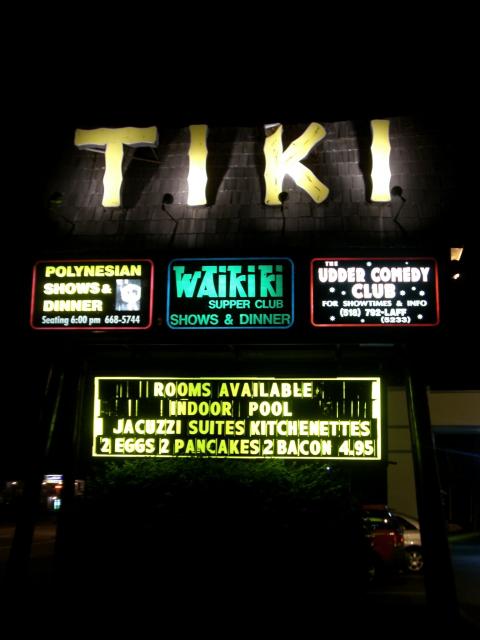 TIKI
POLYNESIAN
SHOWS &
DINNER
Seating 6:00 pm 668-5744
WAIKIKI
SUPPER CLUB
SHOWS & DINNER
THE
UDDER COMEDY
CLUB
FOR SHOWTIMES & INFO
(518) 792-LAFF
(5233)
ROOMS AVAILABLE
INDOOR POOL
JACUZZI SUITES KITCHENETTES
2 EGGS 2 PANCAKES 2 BACON 4.95